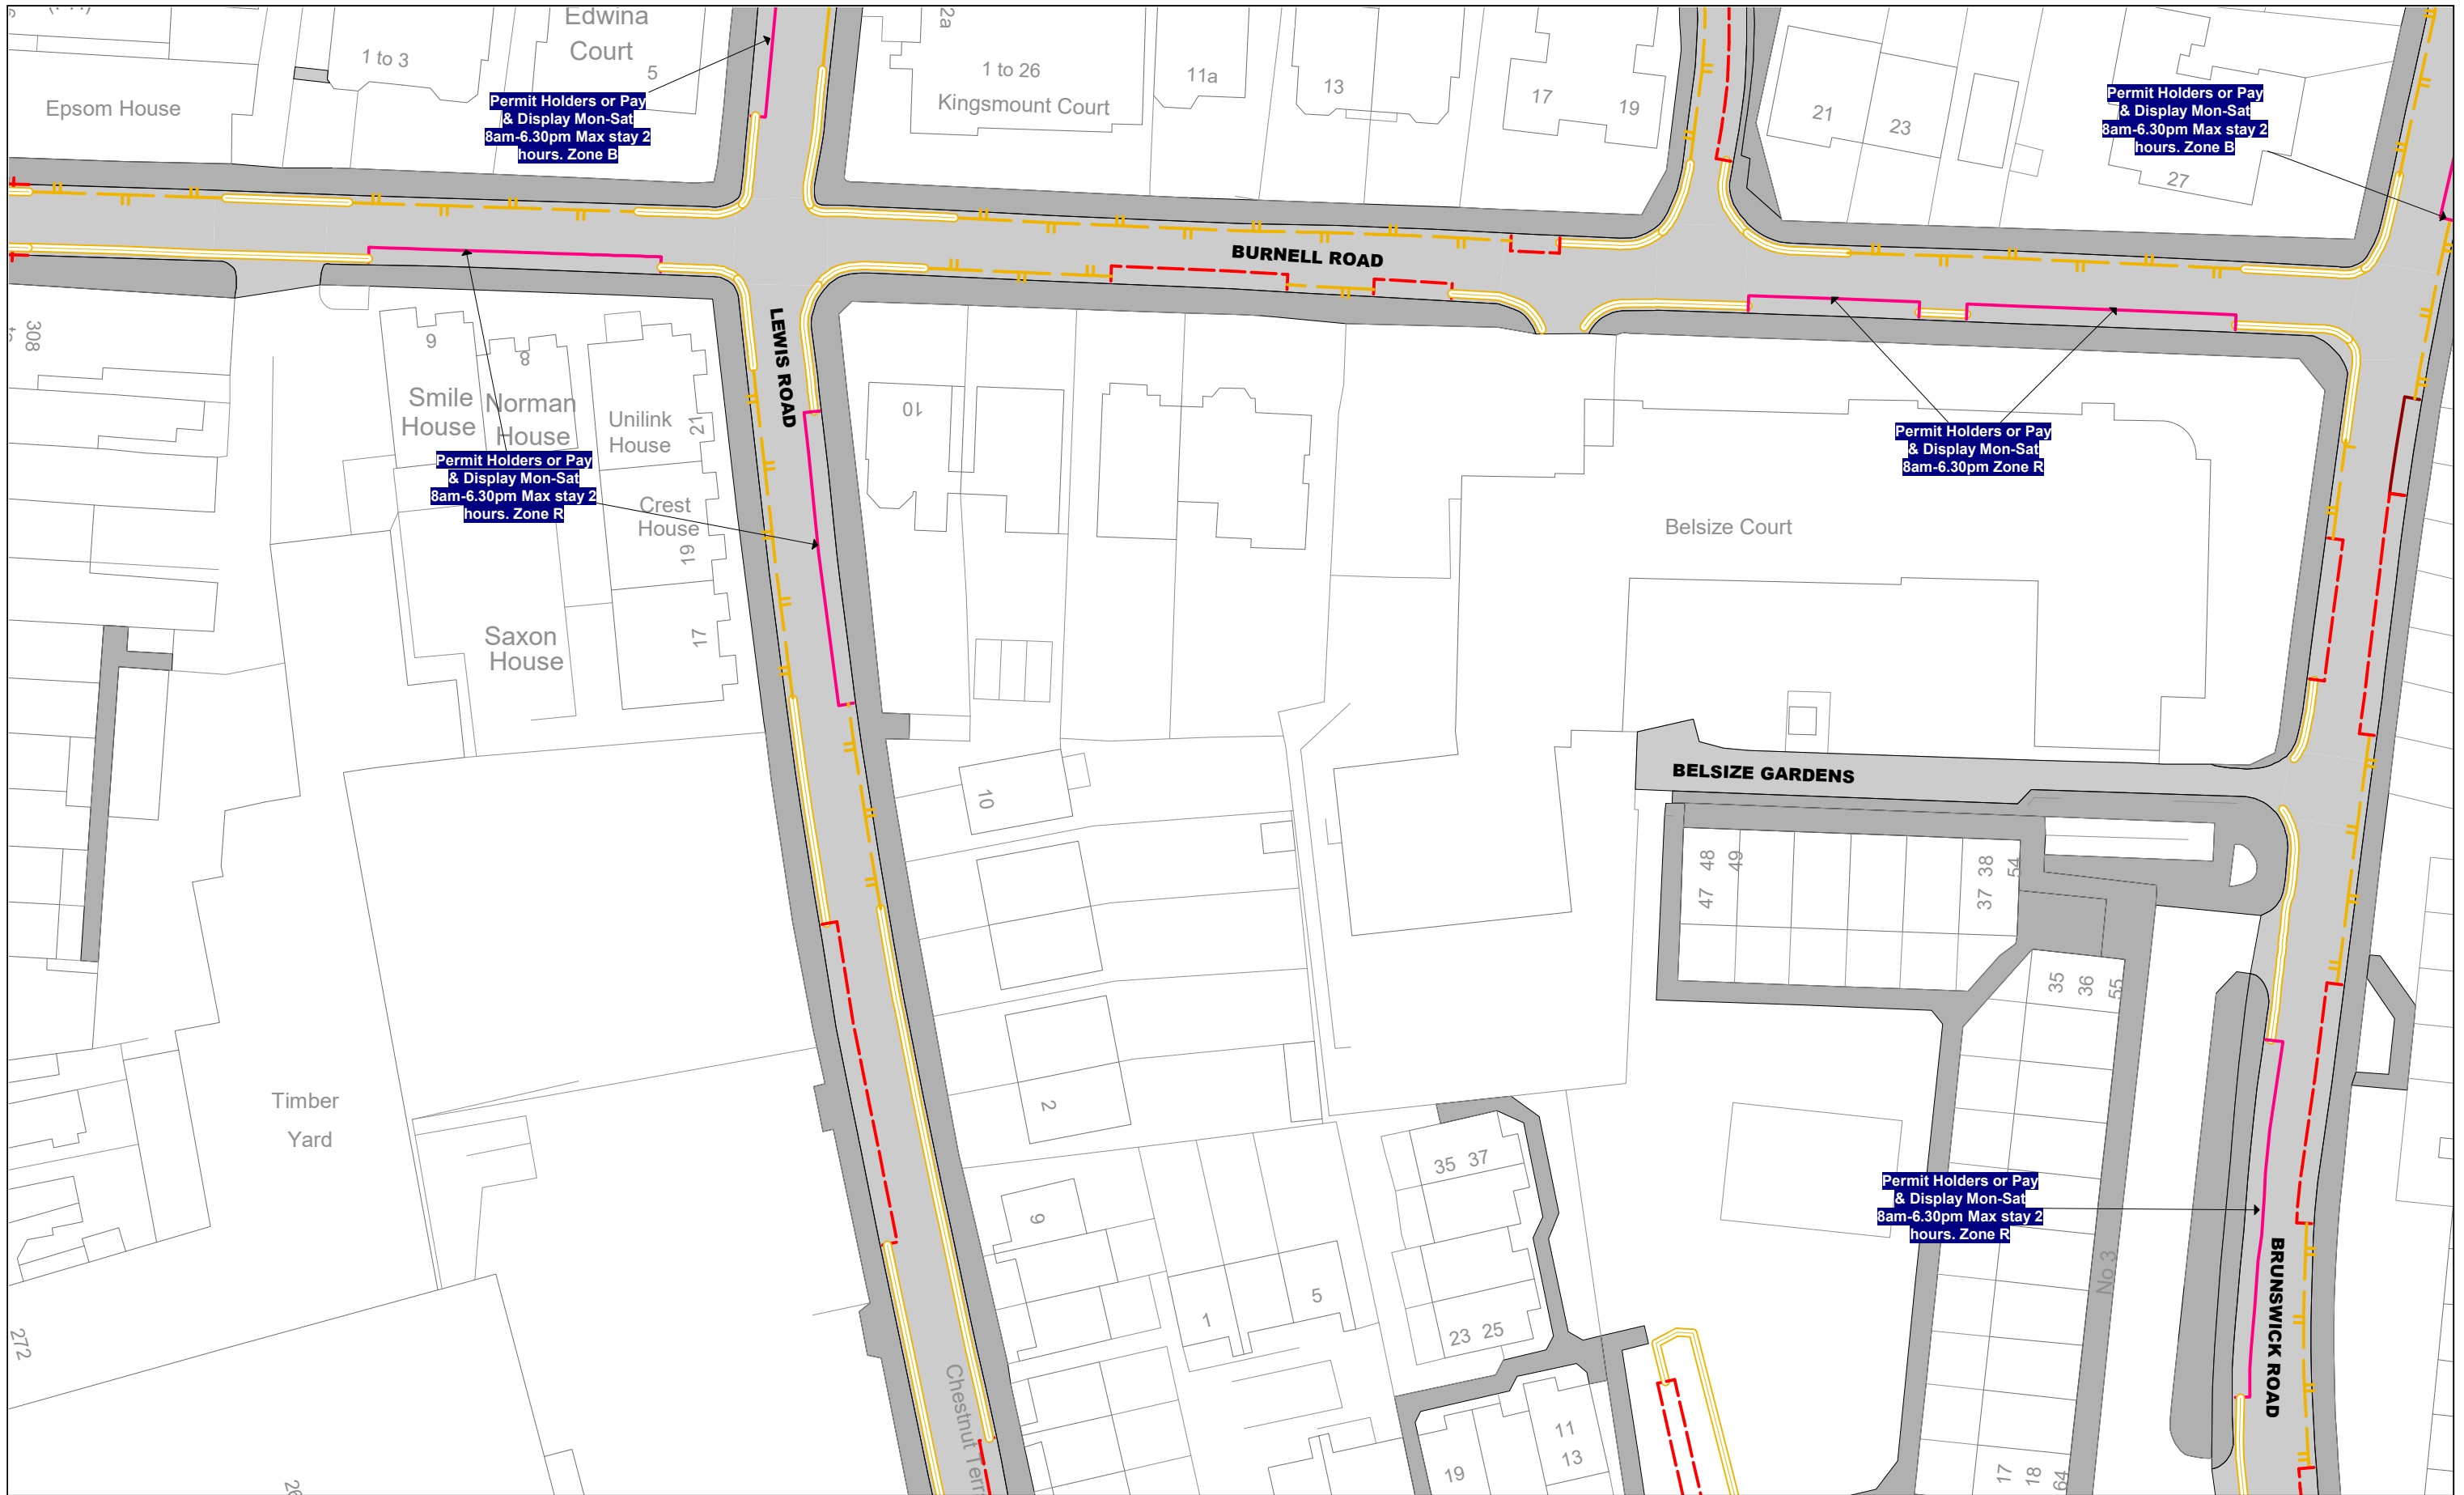 Edwina
Court
5
1 to 3
Epsom House
Permit Holders or Pay
& Display Mon-Sat
8am-6.30pm Max stay 2
hours. Zone B
2a
1 to 26
Kingsmount Court
11a
13
17
19
21
23
27
Permit Holders or Pay
& Display Mon-Sat
8am-6.30pm Max stay 2
hours. Zone B
BURNELL ROAD
LEWIS ROAD
308
9
8
Smile
House
Norman
House
Unilink
House
21
Permit Holders or Pay
& Display Mon-Sat
8am-6.30pm Max stay 2
hours. Zone R
Crest
House
19
17
Saxon
House
10
Permit Holders or Pay
& Display Mon-Sat
8am-6.30pm Zone R
Belsize Court
BELSIZE GARDENS
10
2
47 48 49
37 38 54
35 36 55
Timber
Yard
35 37
9
1
5
23 25
Permit Holders or Pay
& Display Mon-Sat
8am-6.30pm Max stay 2
hours. Zone R
No 3
BRUNSWICK ROAD
272
Chestnut
11
13
19
17 18 64